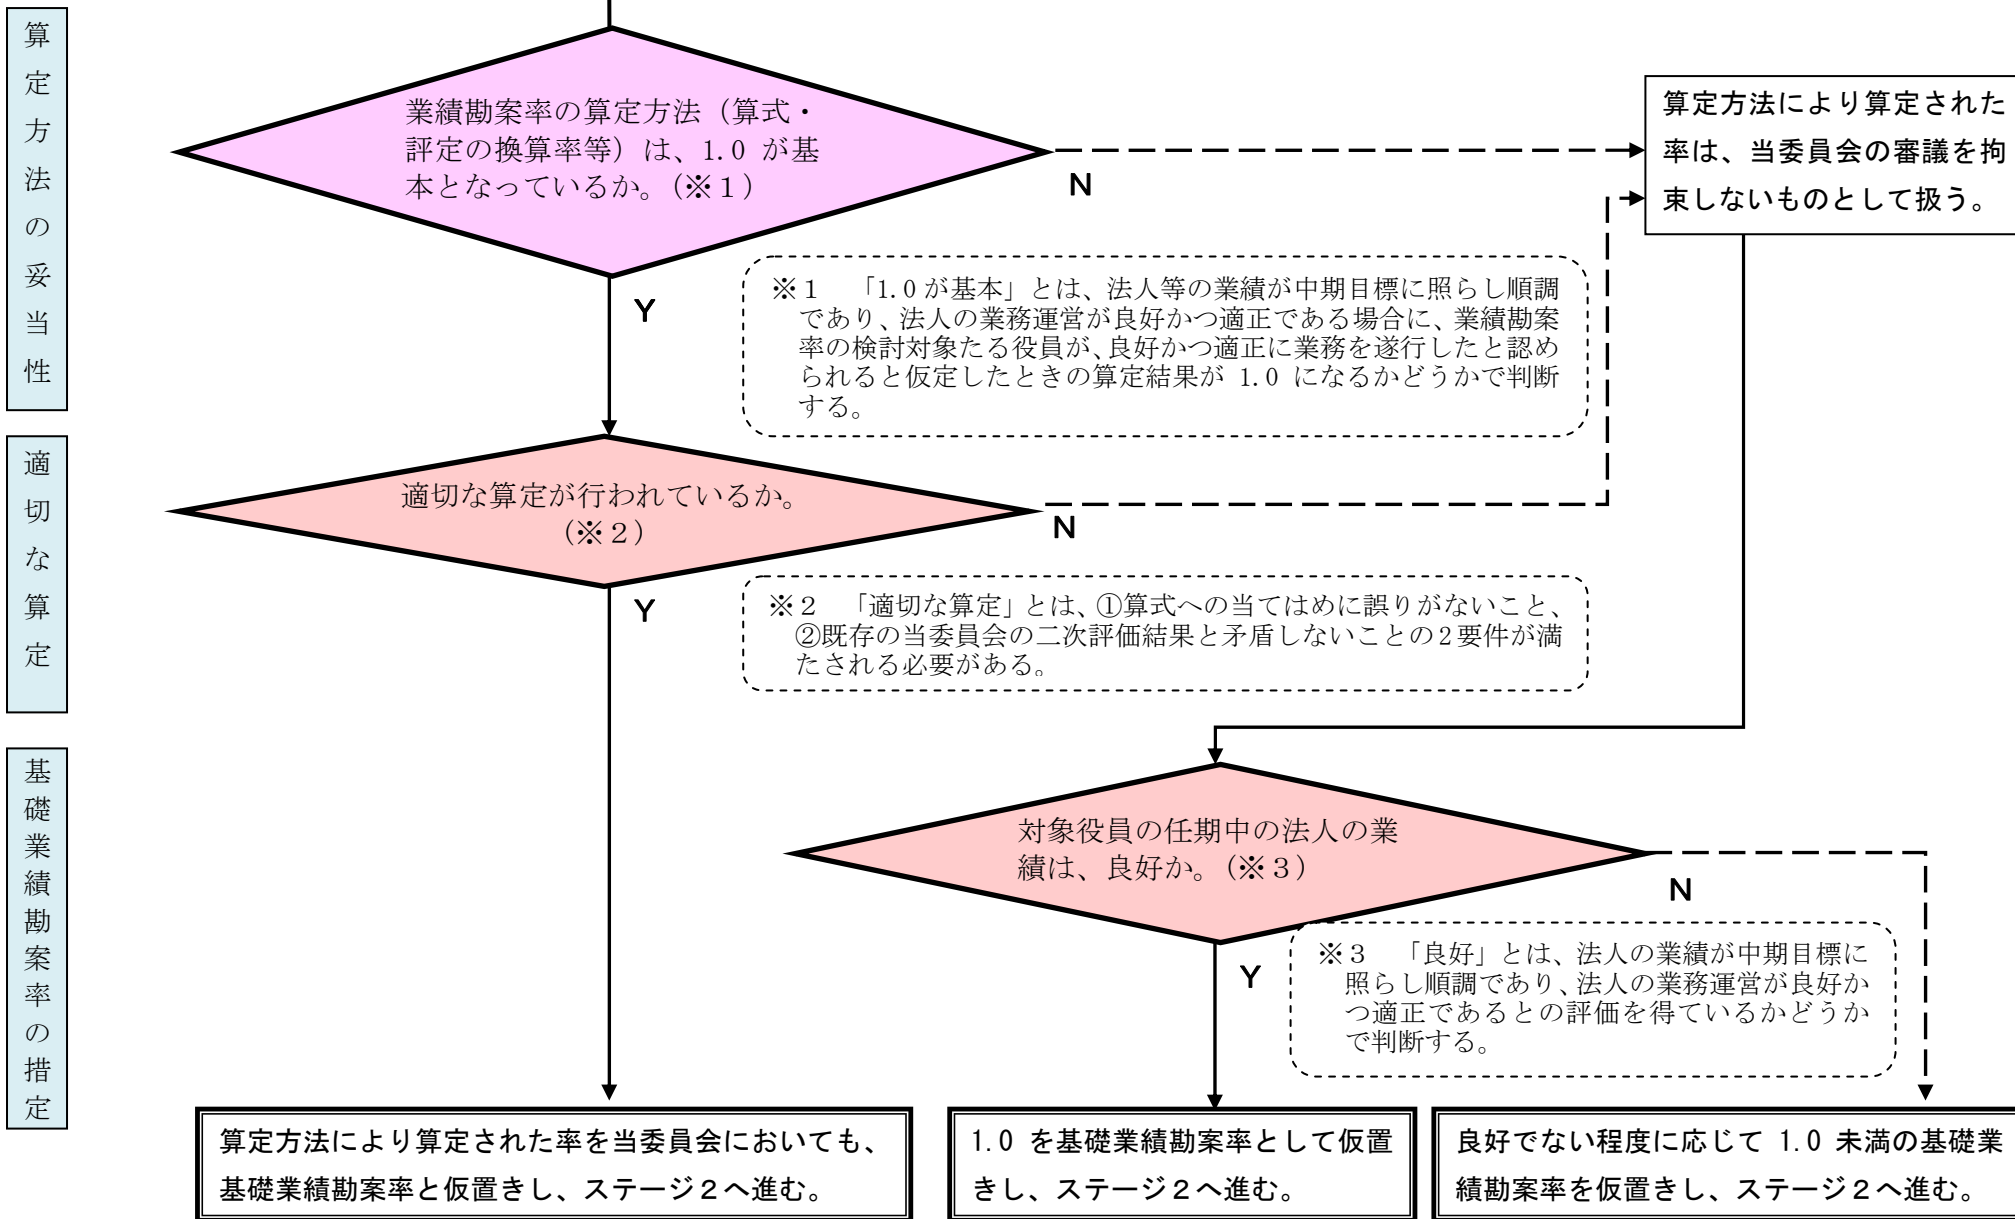 算定方法の妥当性
業績勘案率の算定方法（算式・
評定の換算率等）は、1.0 が基
本となっているか。（※１）
N
算定方法により算定された
率は、当委員会の審議を拘
束しないものとして扱う。
Y
※１　「1.0 が基本」とは、法人等の業績が中期目標に照らし順調
であり、法人の業務運営が良好かつ適正である場合に、業績勘案
率の検討対象たる役員が、良好かつ適正に業務を遂行したと認め
られると仮定したときの算定結果が 1.0 になるかどうかで判断
する。
適切な算定
適切な算定が行われているか。
（※２）
N
Y
※２　「適切な算定」とは、①算式への当てはめに誤りがないこと、
②既存の当委員会の二次評価結果と矛盾しないことの２要件が満
たされる必要がある。
基礎業績勘案率の措定
対象役員の任期中の法人の業
績は、良好か。（※３）
N
Y
※３　「良好」とは、法人の業績が中期目標に
照らし順調であり、法人の業務運営が良好か
つ適正であるとの評価を得ているかどうか
で判断する。
算定方法により算定された率を当委員会においても、
基礎業績勘案率と仮置きし、ステージ２へ進む。
1.0 を基礎業績勘案率として仮置
きし、ステージ２へ進む。
良好でない程度に応じて 1.0 未満の基礎業
績勘案率を仮置きし、ステージ２へ進む。